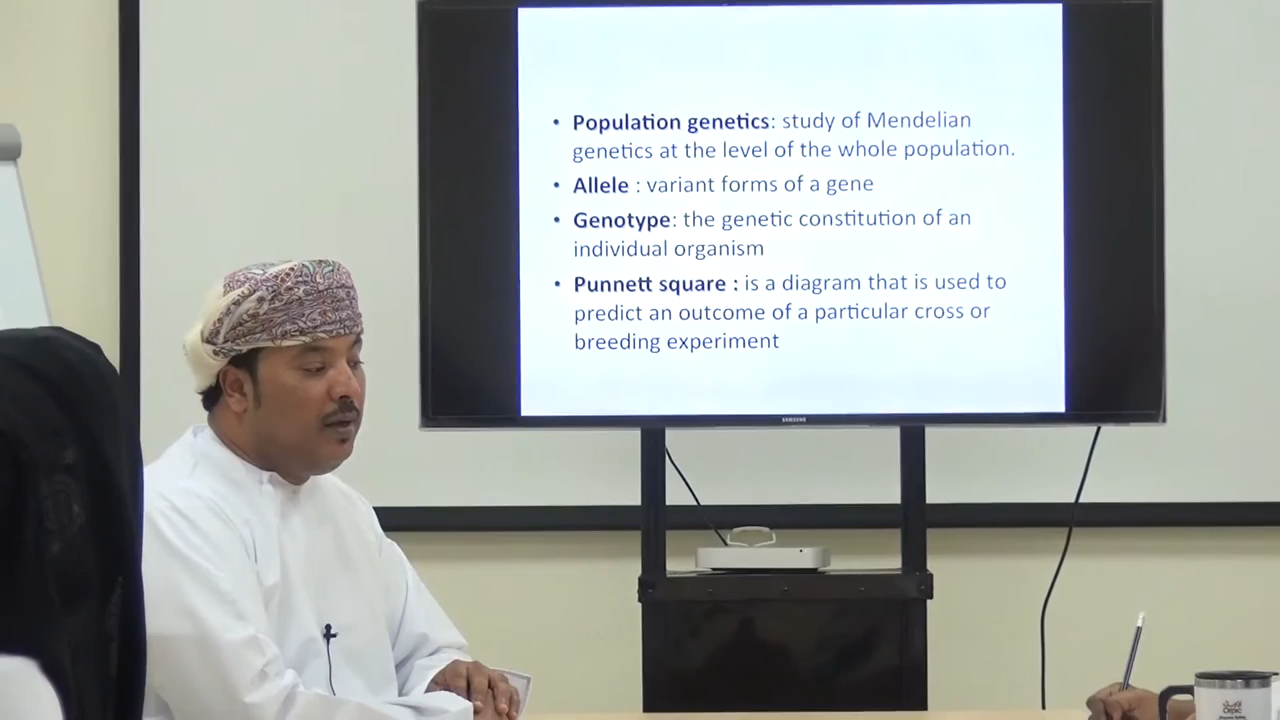 • Population genetics: study of Mendelian
genetics at the level of the whole population.
• Allele : variant forms of a gene
• Genotype: the genetic constitution of an
individual organism
• Punnett square : is a diagram that is used to
predict an outcome of a particular cross or
breeding experiment
SAMSUNG
Orpic